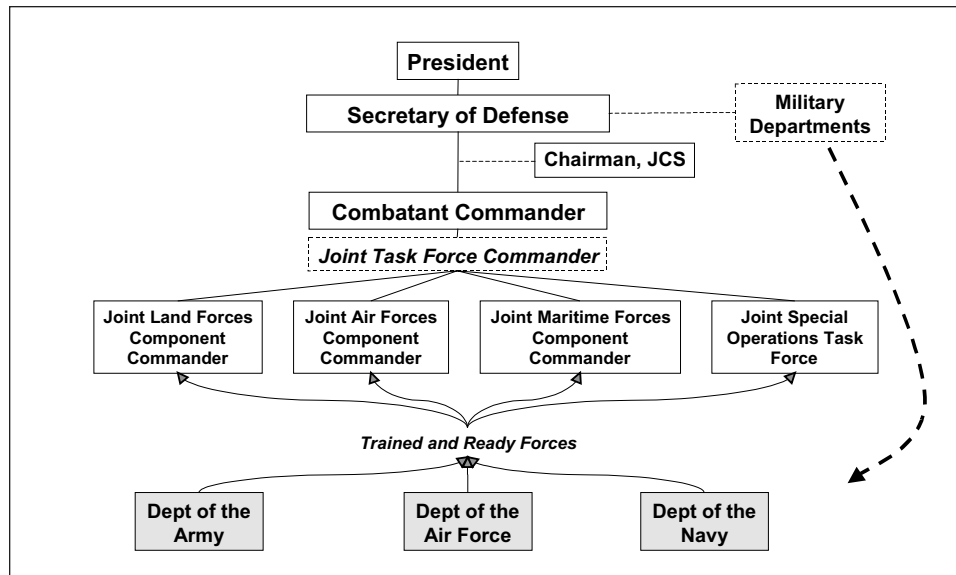 President
Secretary of Defense
Military
Departments
Chairman, JCS
Combatant Commander
Joint Task Force Commander
Joint Land Forces
Component
Commander
Joint Air Forces
Component
Commander
Joint Maritime Forces
Component
Commander
Joint Special
Operations Task
Force
Trained and Ready Forces
Dept of the
Army
Dept of the
Air Force
Dept of the
Navy